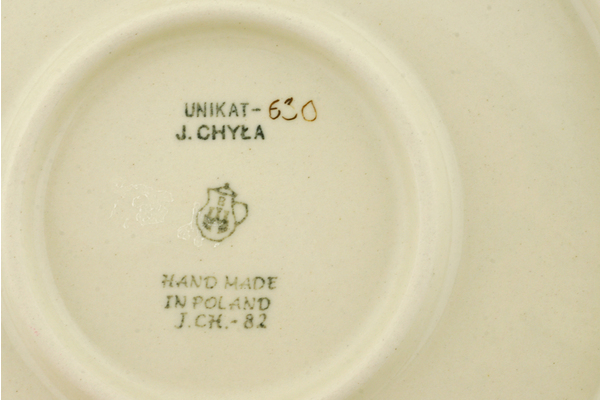 UNIKAT-630
J. CHYŁA
HAND MADE
IN POLAND
J.CH.-82